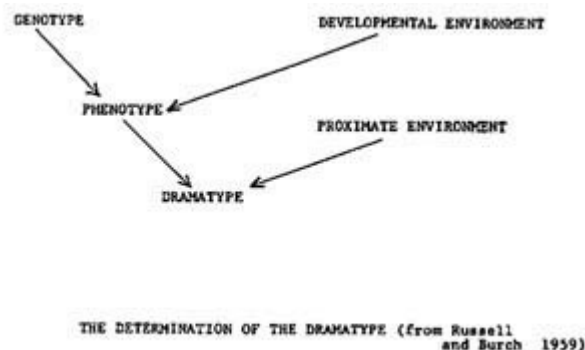 GENOTYPE
DEVELOPMENTAL ENVIRONMENT
PHENOTYPE
PROXIMATE ENVIRONMENT
DRAMATYPE
THE DETERMINATION OF THE DRAMATYPE (from Russell
and Burch 1959)